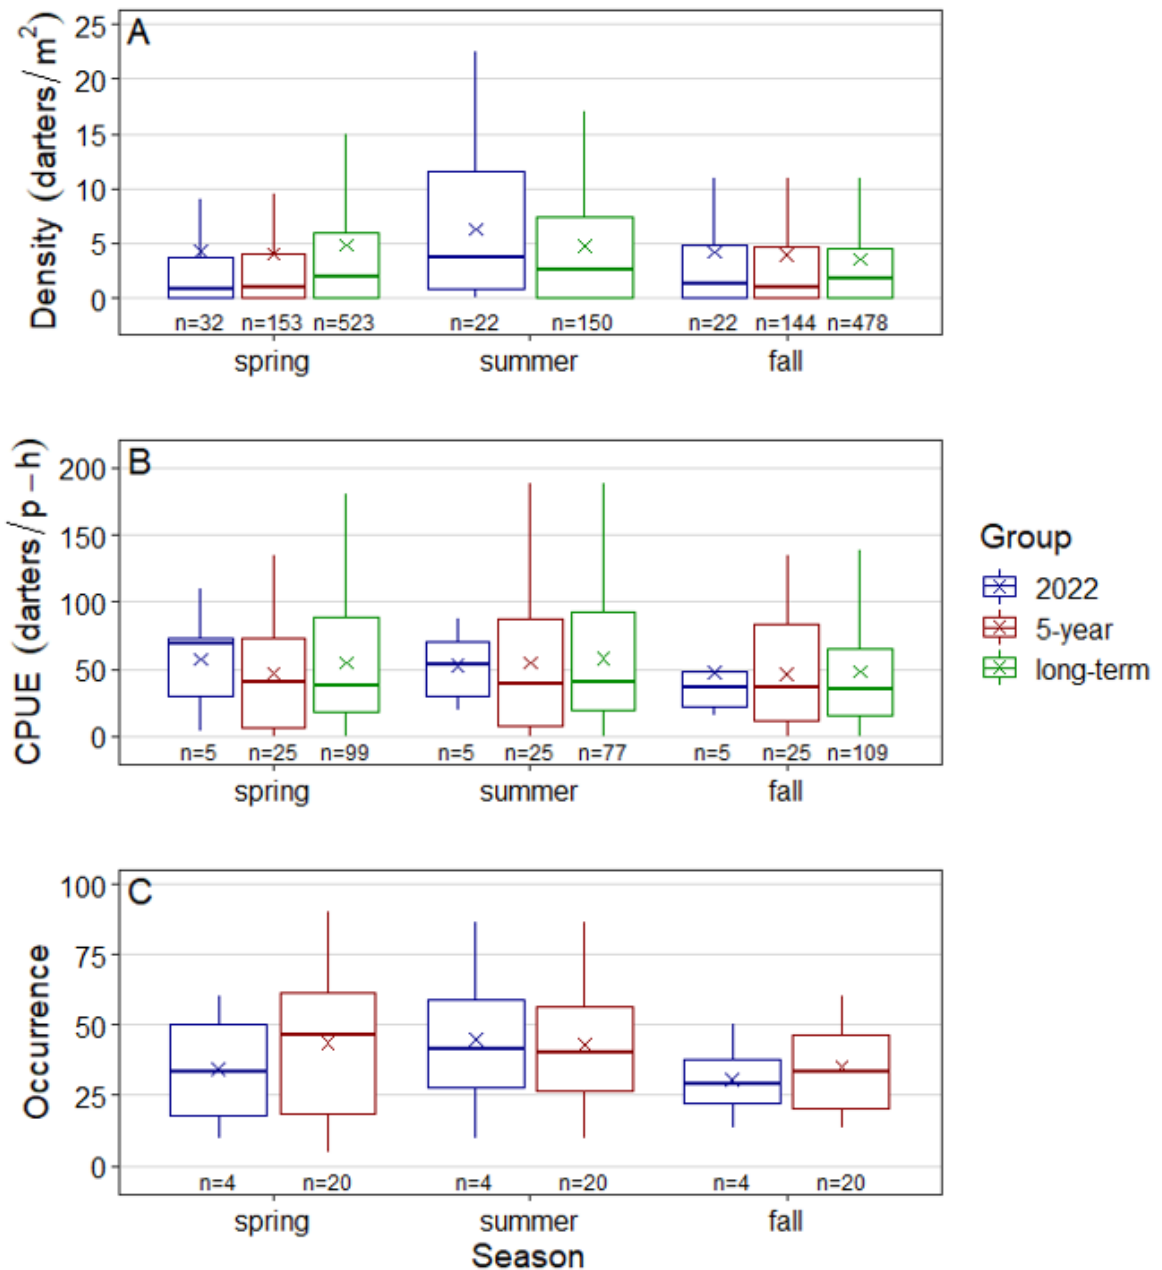 A
Density (darters/m²)
25
20
15
10
5
0
n=32 n=153 n=523 n=22 n=150 n=22 n=144 n=478
spring summer fall
B
CPUE (darters/p−h)
200
150
100
50
0
n=5 n=25 n=99 n=5 n=25 n=77 n=5 n=25 n=109
spring summer fall
Group
2022
5-year
long-term
C
Occurrence
100
75
50
25
0
n=4 n=20 n=4 n=20 n=4 n=20
spring summer fall
Season